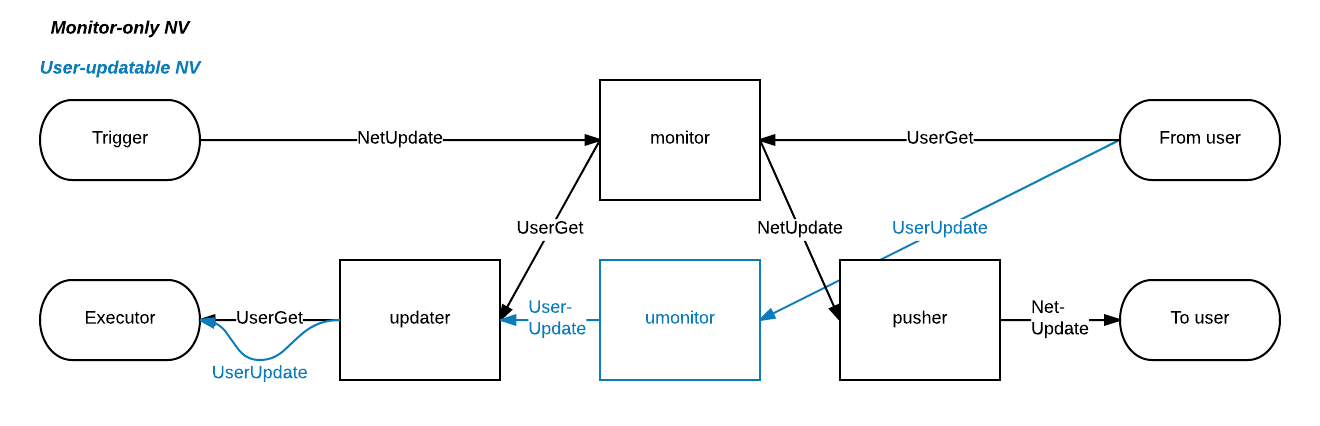 Monitor-only NV
User-updatable NV
Trigger
NetUpdate
monitor
UserGet
From user
UserGet
NetUpdate
UserUpdate
Executor
UserGet
updater
User-
Update
umonitor
pusher
Net-
Update
To user
UserUpdate